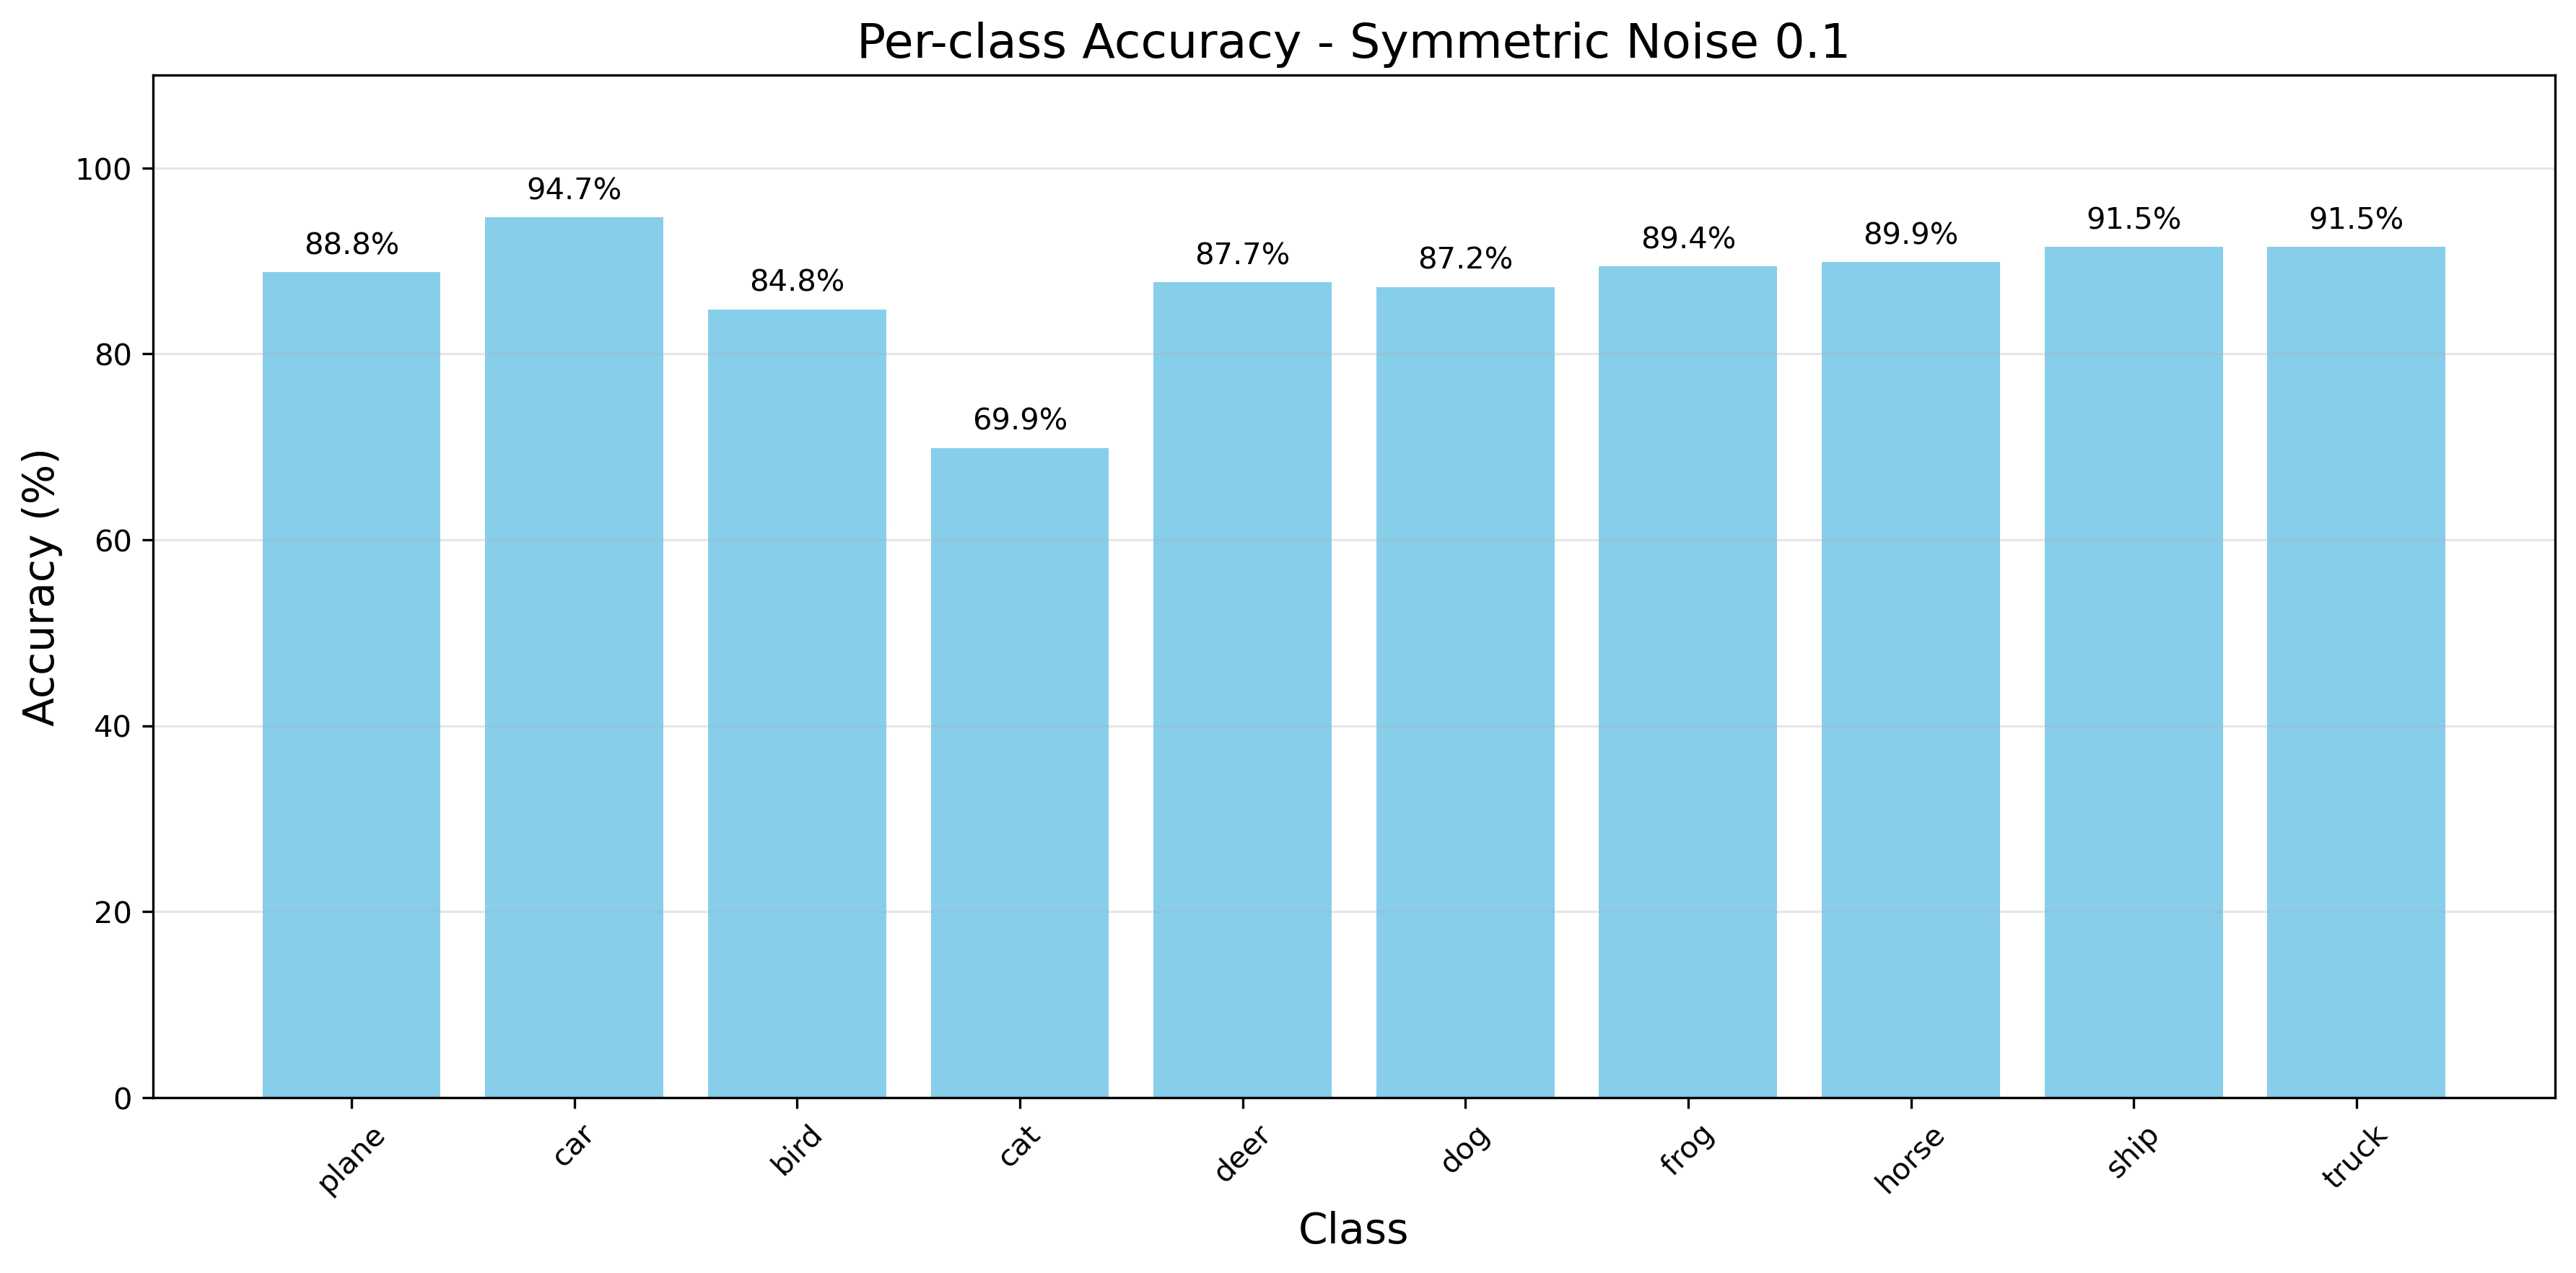 Per-class Accuracy - Symmetric Noise 0.1
Accuracy (%)
100
80
60
40
20
0
88.8%
94.7%
84.8%
69.9%
87.7%
87.2%
89.4%
89.9%
91.5%
91.5%
plane
car
bird
cat
deer
dog
frog
horse
ship
truck
Class